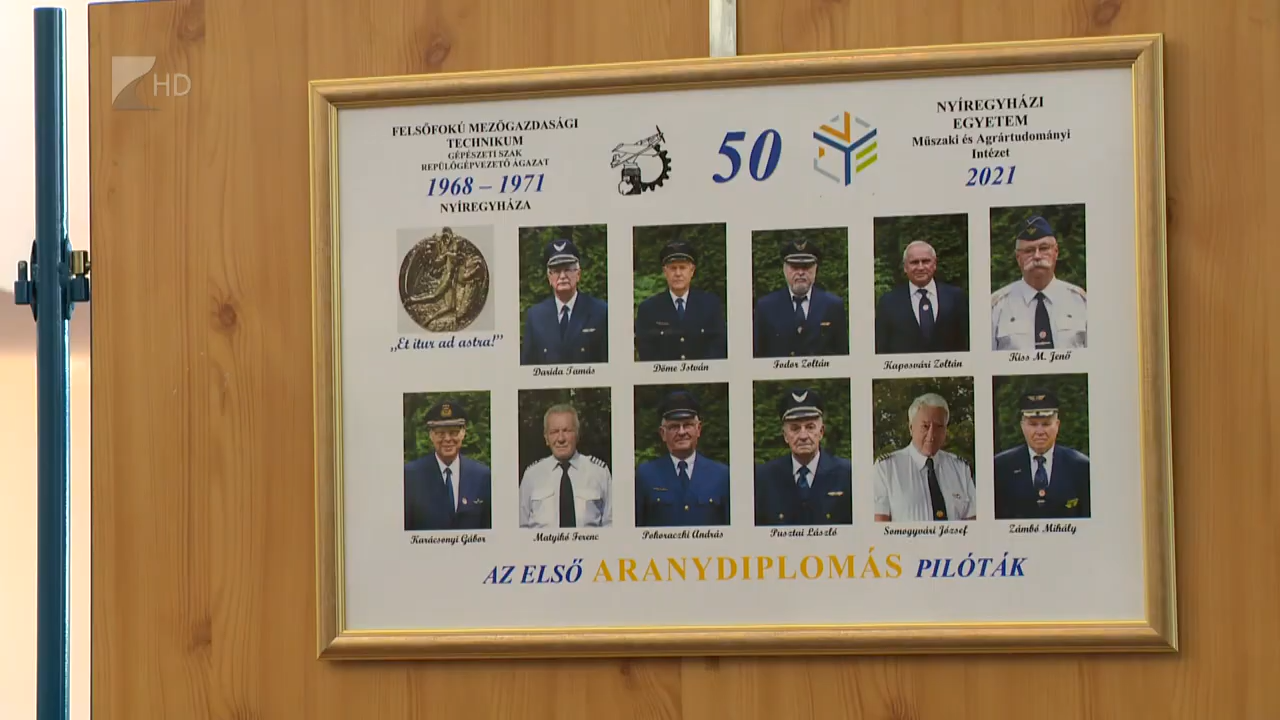 HD
FELSŐFOKÚ MEZŐGAZDASÁGI
TECHNIKUM
GÉPÉSZETI SZAK
REPÜLŐGÉPVEZETŐ ÁGAZAT
1968 – 1971
NYÍREGYHÁZA
50
NYÍREGYHÁZI
EGYETEM
Műszaki és Agrártudományi
Intézet
2021
„Et itur ad astra!”
Darida Tamás
Döme István
Fodor Zoltán
Kaposvári Zoltán
Kiss M. Jenő
Karácsonyi Gábor
Matyikó Ferenc
Pokoraczki András
Pusztai László
Somogyvári József
Zámbó Mihály
AZ ELSŐ ARANYDIPLOMÁS PILÓTÁK